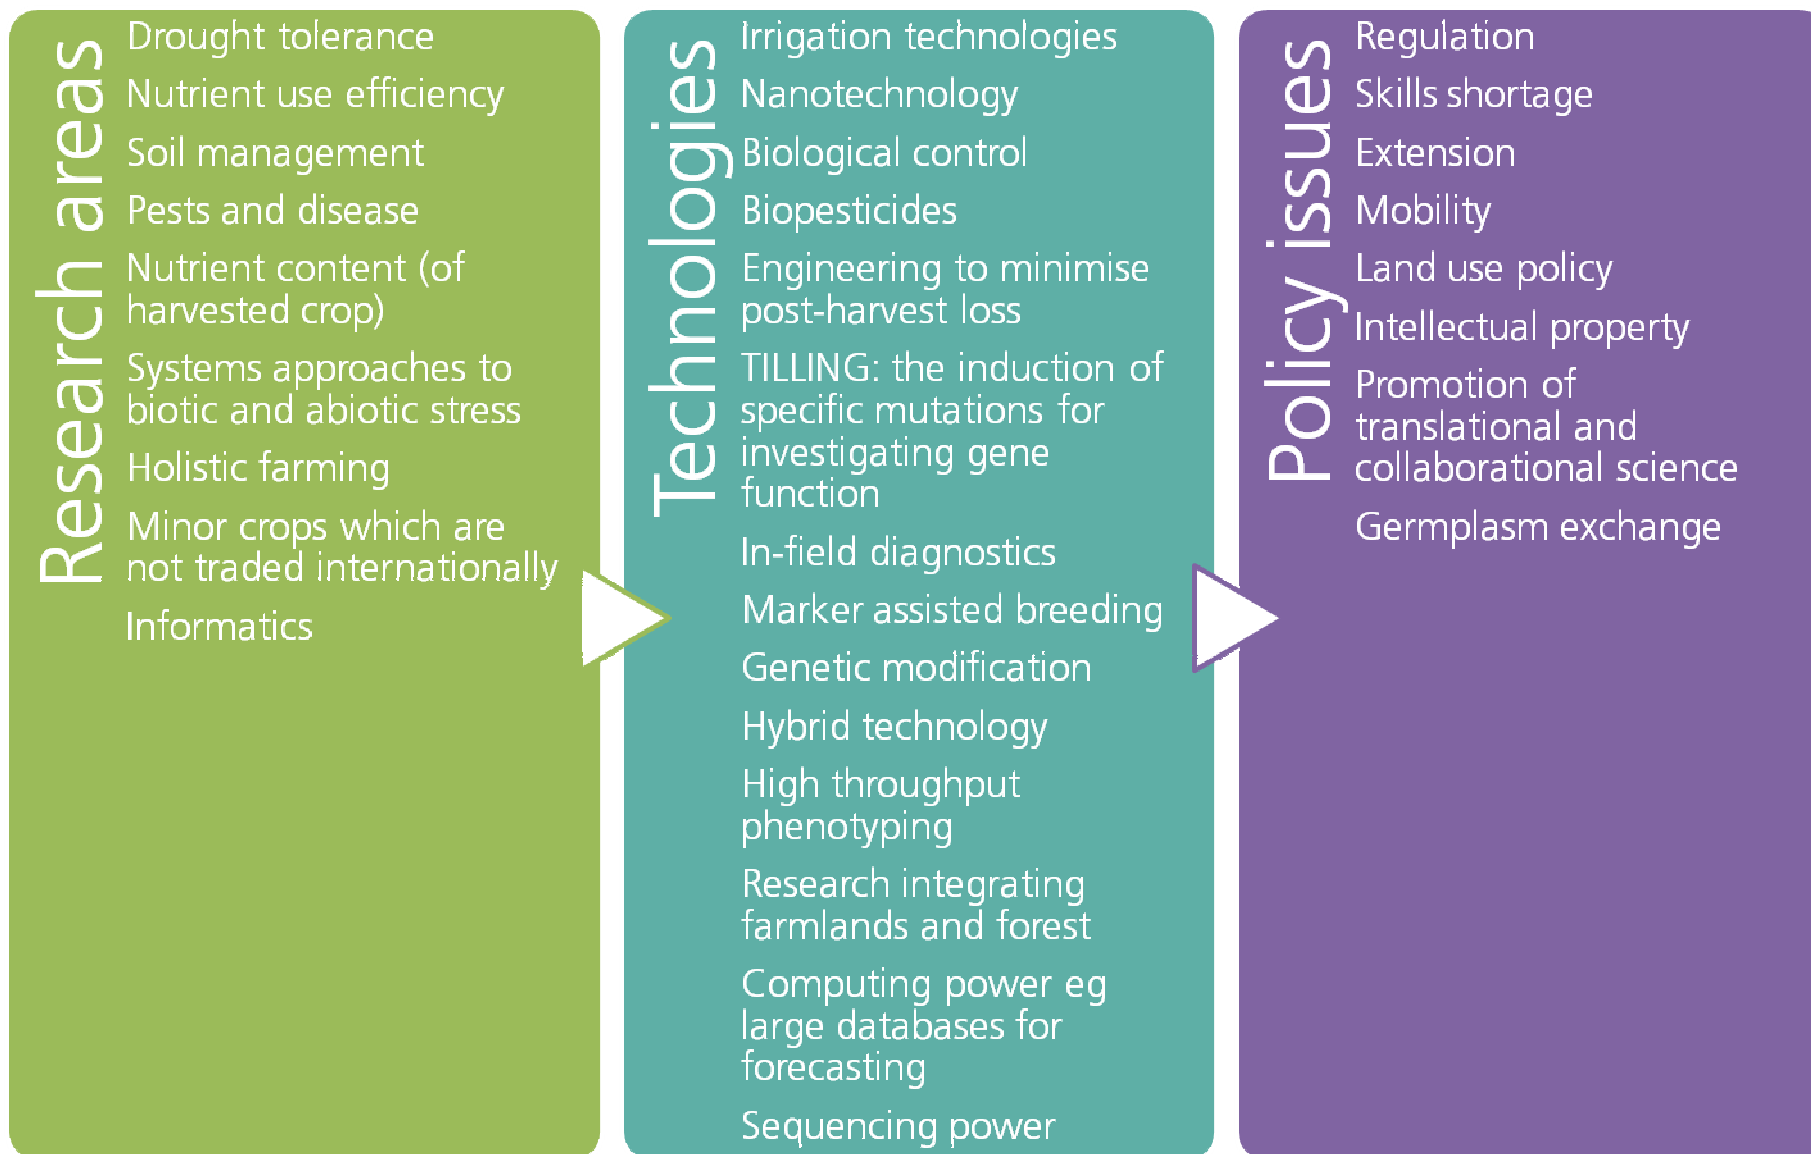 Research areas
Drought tolerance
Nutrient use efficiency
Soil management
Pests and disease
Nutrient content (of
harvested crop)
Systems approaches to
biotic and abiotic stress
Holistic farming
Minor crops which are
not traded internationally
Informatics
Technologies
Irrigation technologies
Nanotechnology
Biological control
Biopesticides
Engineering to minimise
post-harvest loss
TILLING: the induction of
specific mutations for
investigating gene
function
In-field diagnostics
Marker assisted breeding
Genetic modification
Hybrid technology
High throughput
phenotyping
Research integrating
farmlands and forest
Computing power eg
large databases for
forecasting
Sequencing power
Policy issues
Regulation
Skills shortage
Extension
Mobility
Land use policy
Intellectual property
Promotion of
translational and
collaborational science
Germplasm exchange